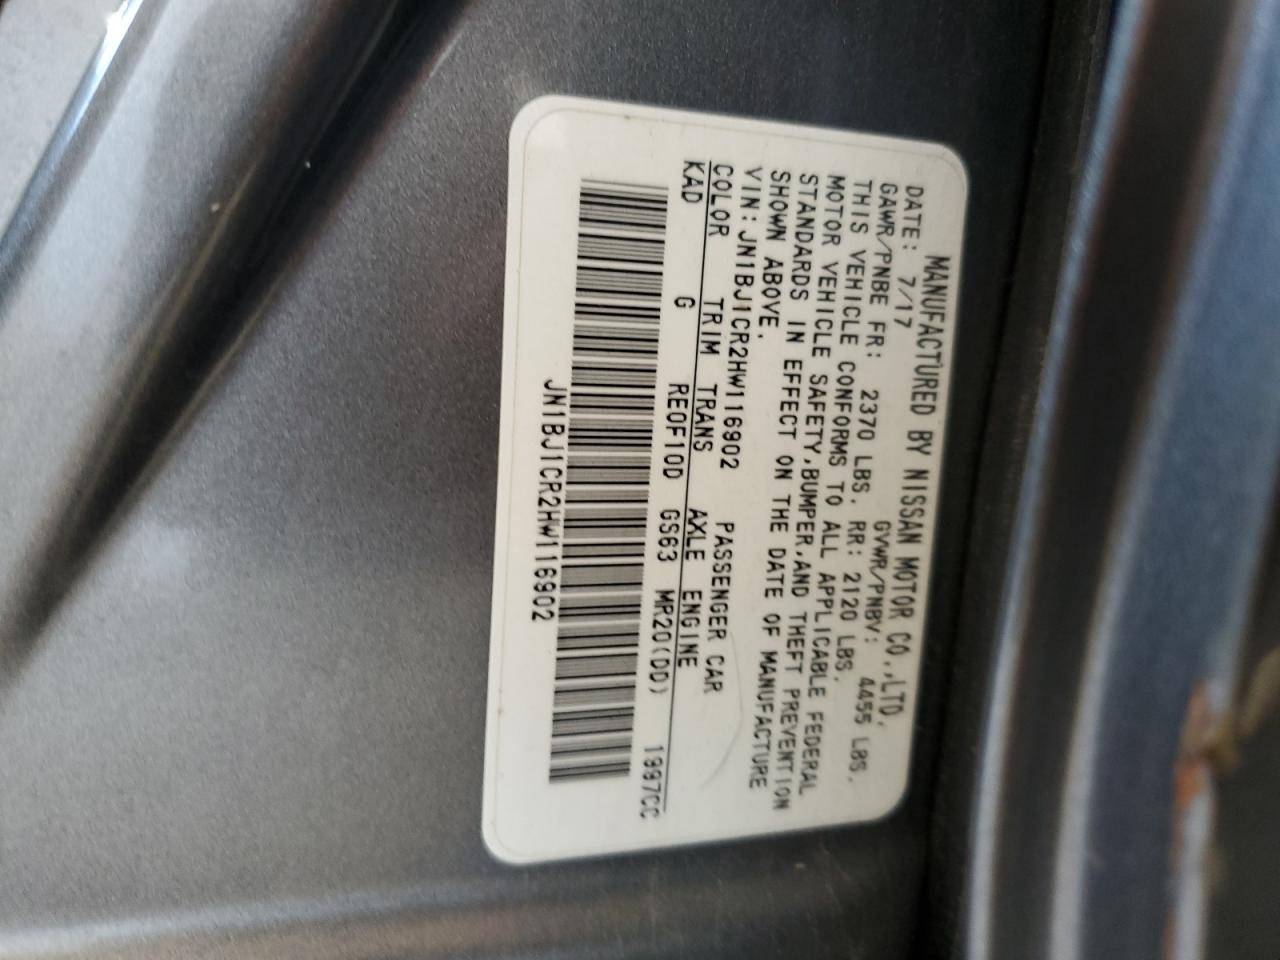 MANUFACTURED BY NISSAN MOTOR CO.,LTD.
DATE: 7/17 GVWR/PNBV: 4455 LBS.
GAWR/PNBE FR: 2370 LBS. RR: 2120 LBS.
THIS VEHICLE CONFORMS TO ALL APPLICABLE FEDERAL
MOTOR VEHICLE SAFETY,BUMPER,AND THEFT PREVENTION
STANDARDS IN EFFECT ON THE DATE OF MANUFACTURE
SHOWN ABOVE.
VIN:JN1BJ1CR2HW116902 PASSENGER CAR
COLOR TRIM TRANS AXLE ENGINE
KAD G RE0F10D GS63 MR20(DD) 1997CC
JN1BJ1CR2HW116902